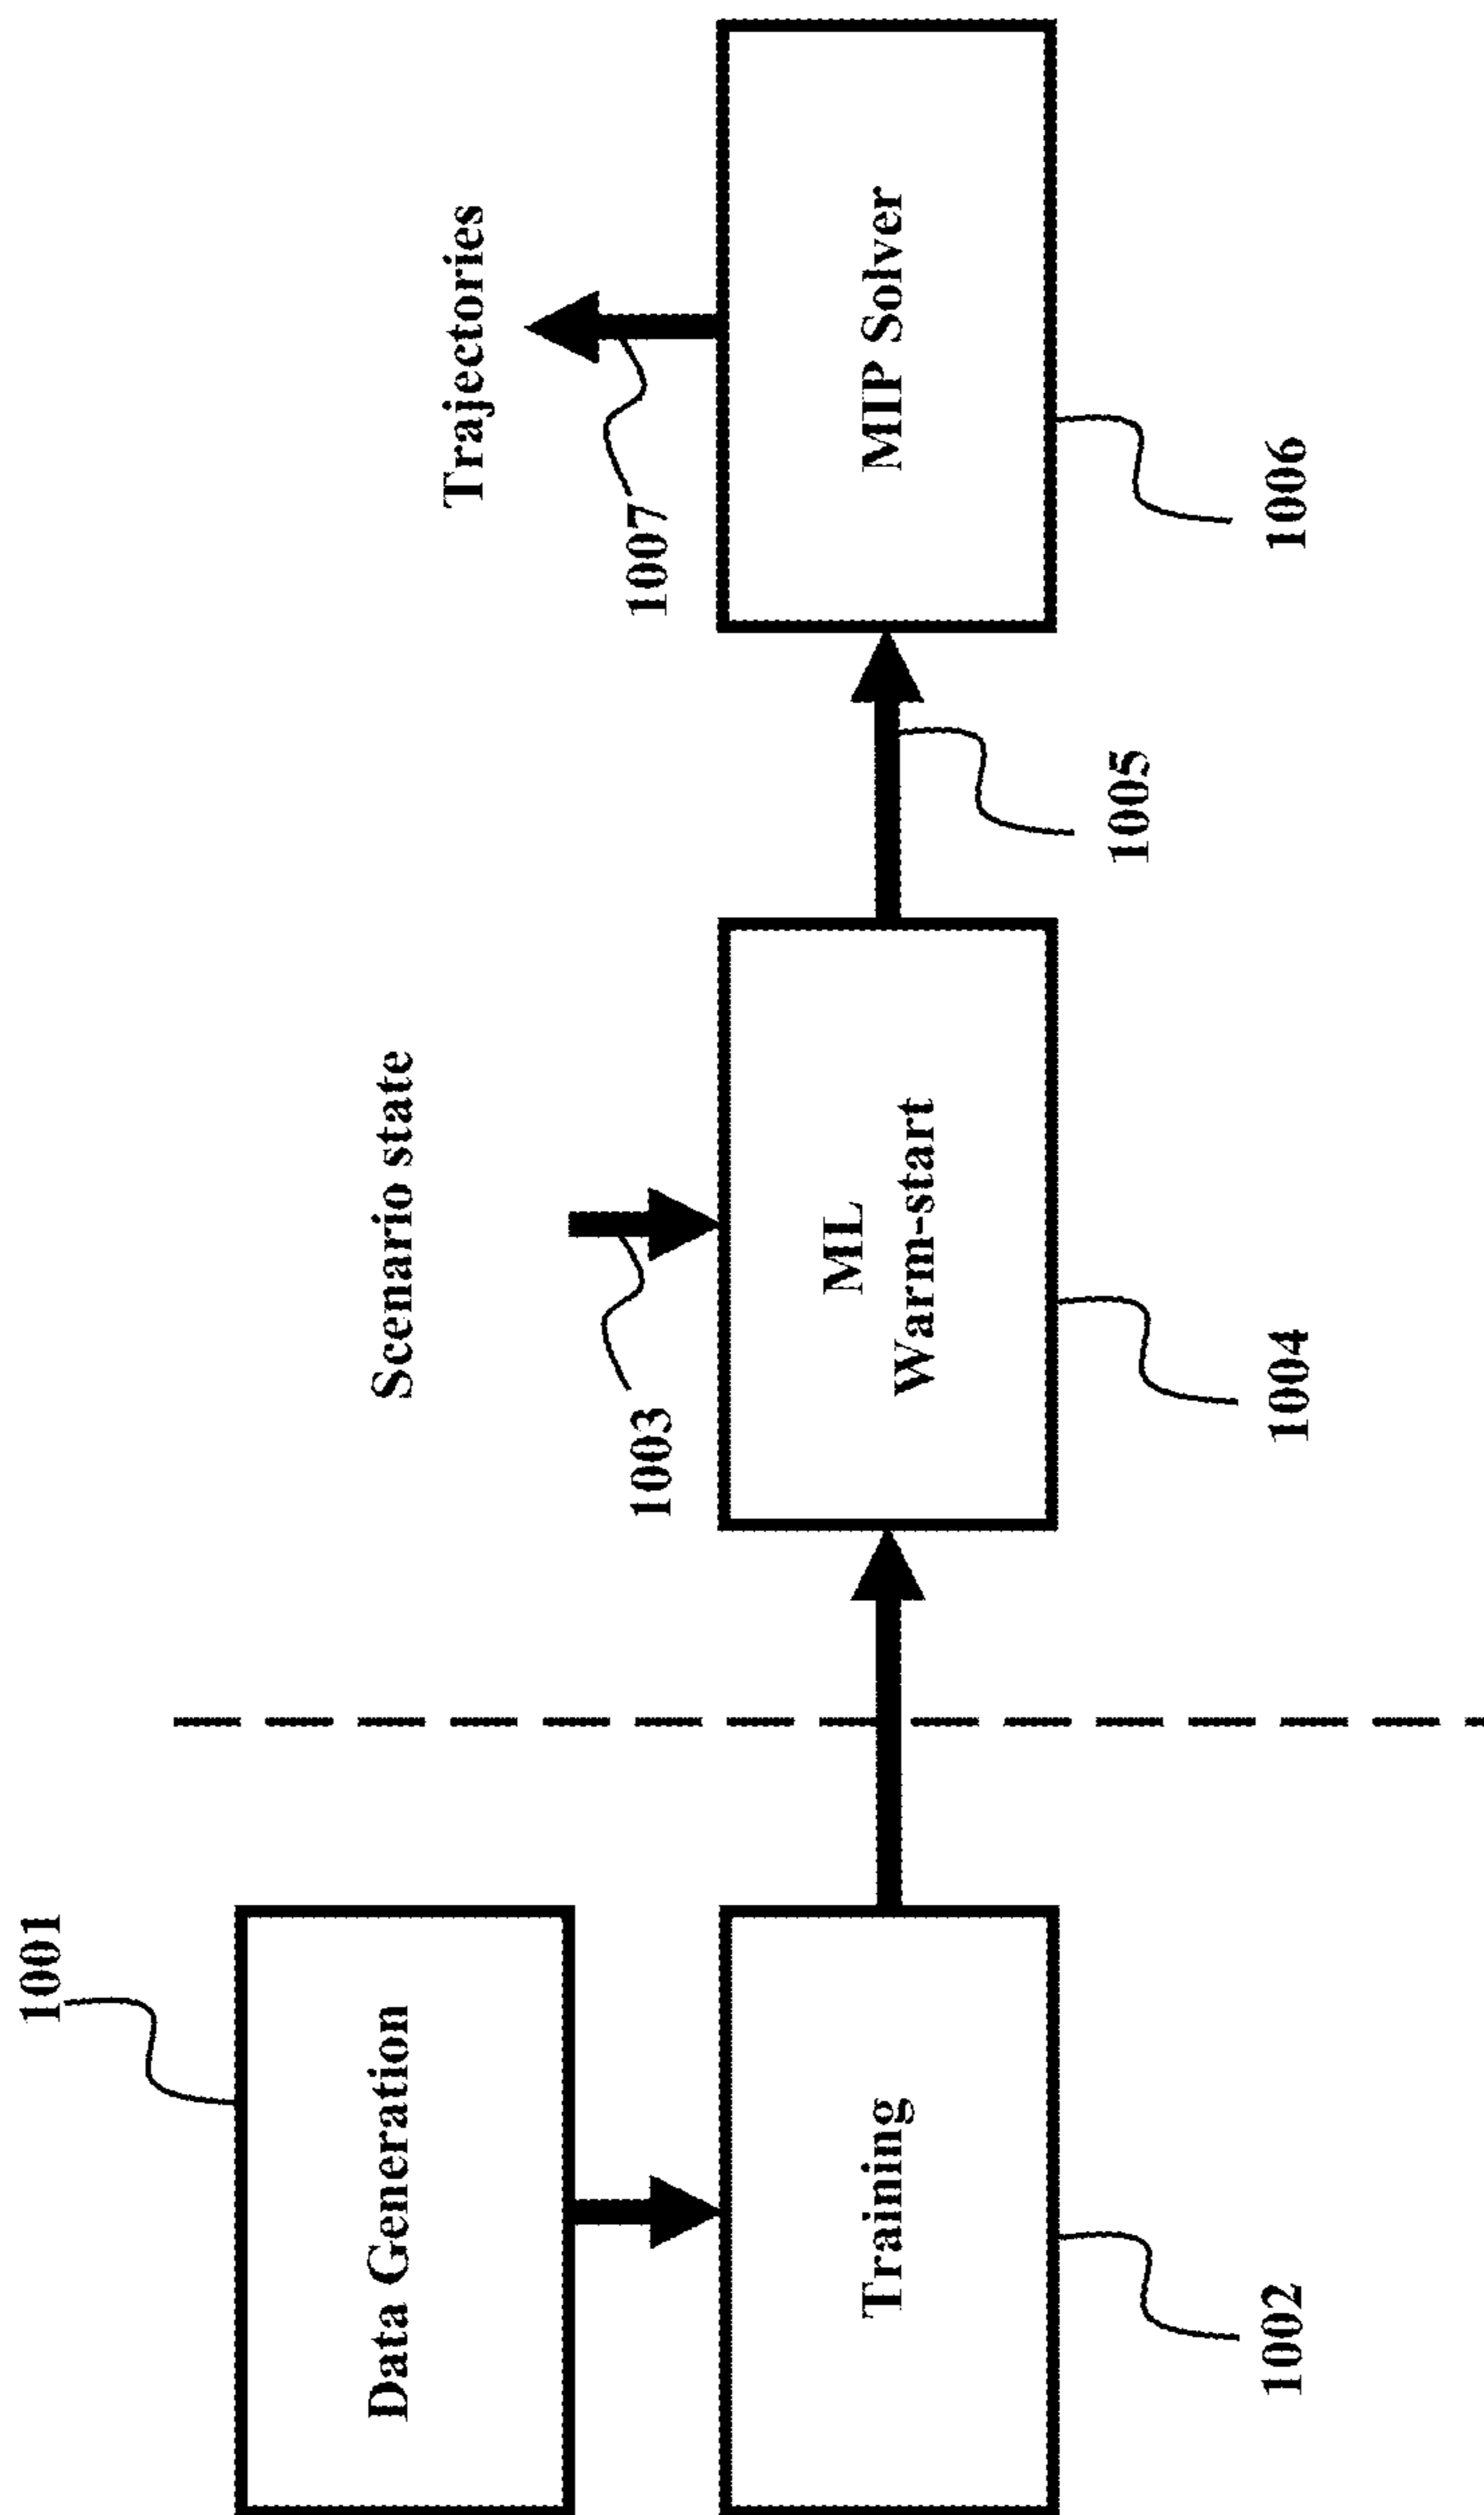 1001
Data Generation
Training
1002
Scenario state
1003
ML
Warm-start
1004
1005
Trajectories
1007
MIP Solver
1006